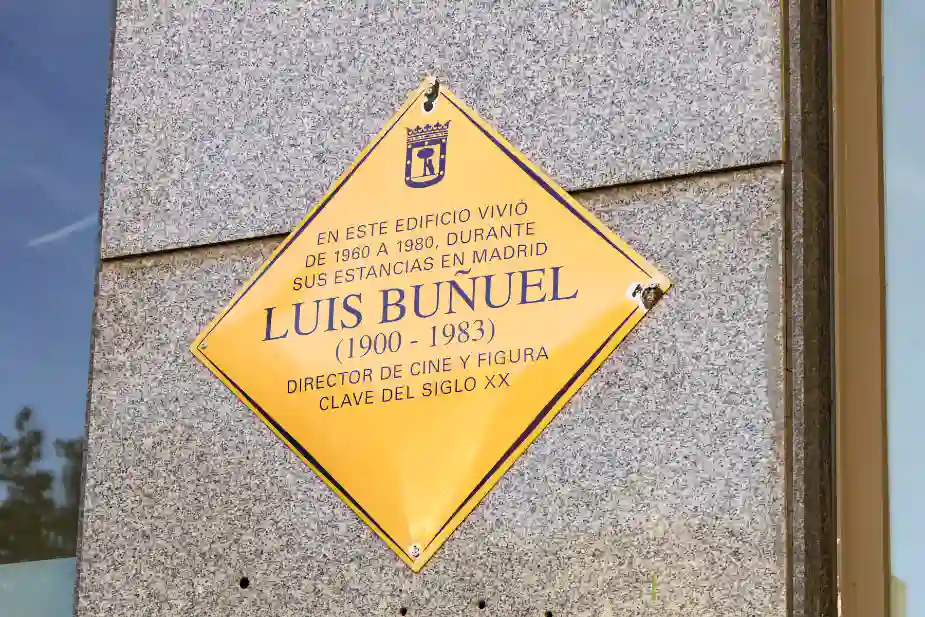 EN ESTE EDIFICIO VIVIÓ
DE 1960 A 1980, DURANTE
SUS ESTANCIAS EN MADRID
LUIS BUÑUEL
(1900 - 1983)
DIRECTOR DE CINE Y FIGURA
CLAVE DEL SIGLO XX